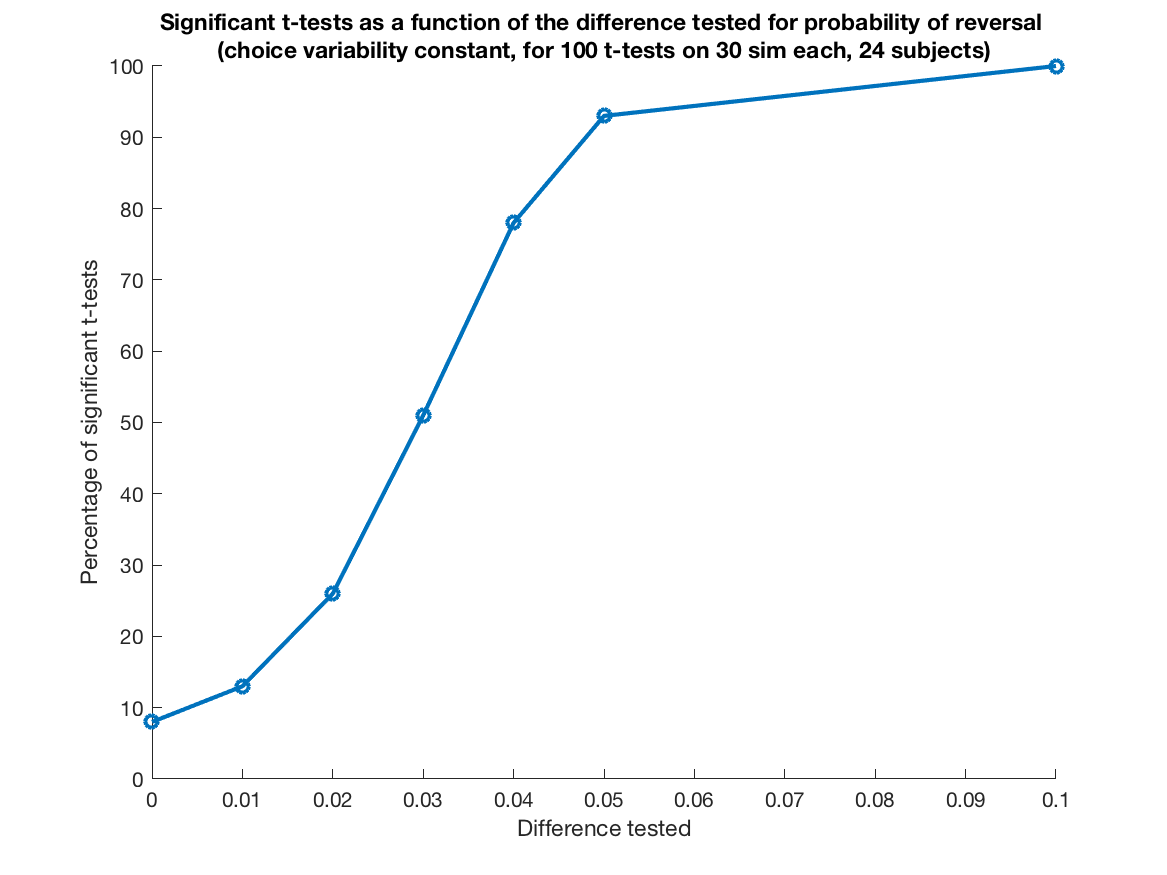 Significant t-tests as a function of the difference tested for probability of reversal
(choice variability constant, for 100 t-tests on 30 sim each, 24 subjects)
100
90
80
70
60
50
40
30
20
10
0
Percentage of significant t-tests
0 0.01 0.02 0.03 0.04 0.05 0.06 0.07 0.08 0.09 0.1
Difference tested